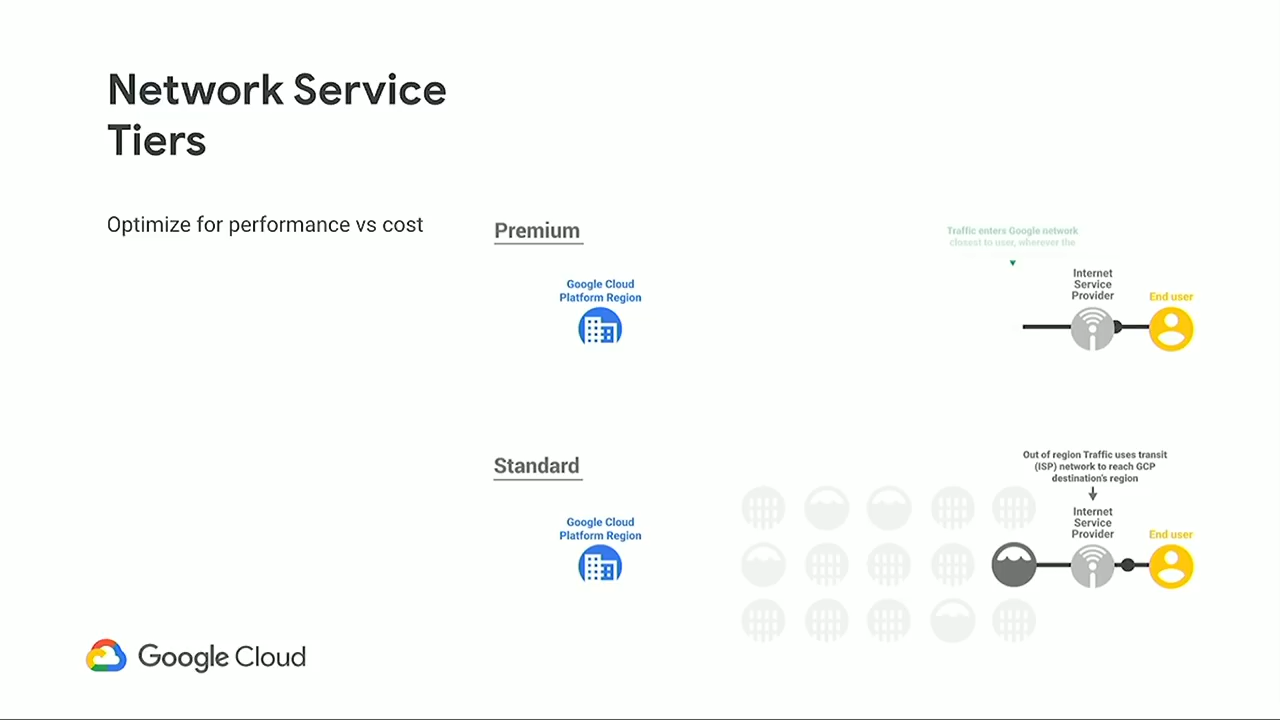 Network Service
Tiers
Optimize for performance vs cost
Premium
Traffic enters Google network
closest to user, wherever the
Google Cloud
Platform Region
Internet
Service
Provider
End user
Standard
Out of region Traffic uses transit
(ISP) network to reach GCP
destination's region
Google Cloud
Platform Region
Internet
Service
Provider
End user
Google Cloud